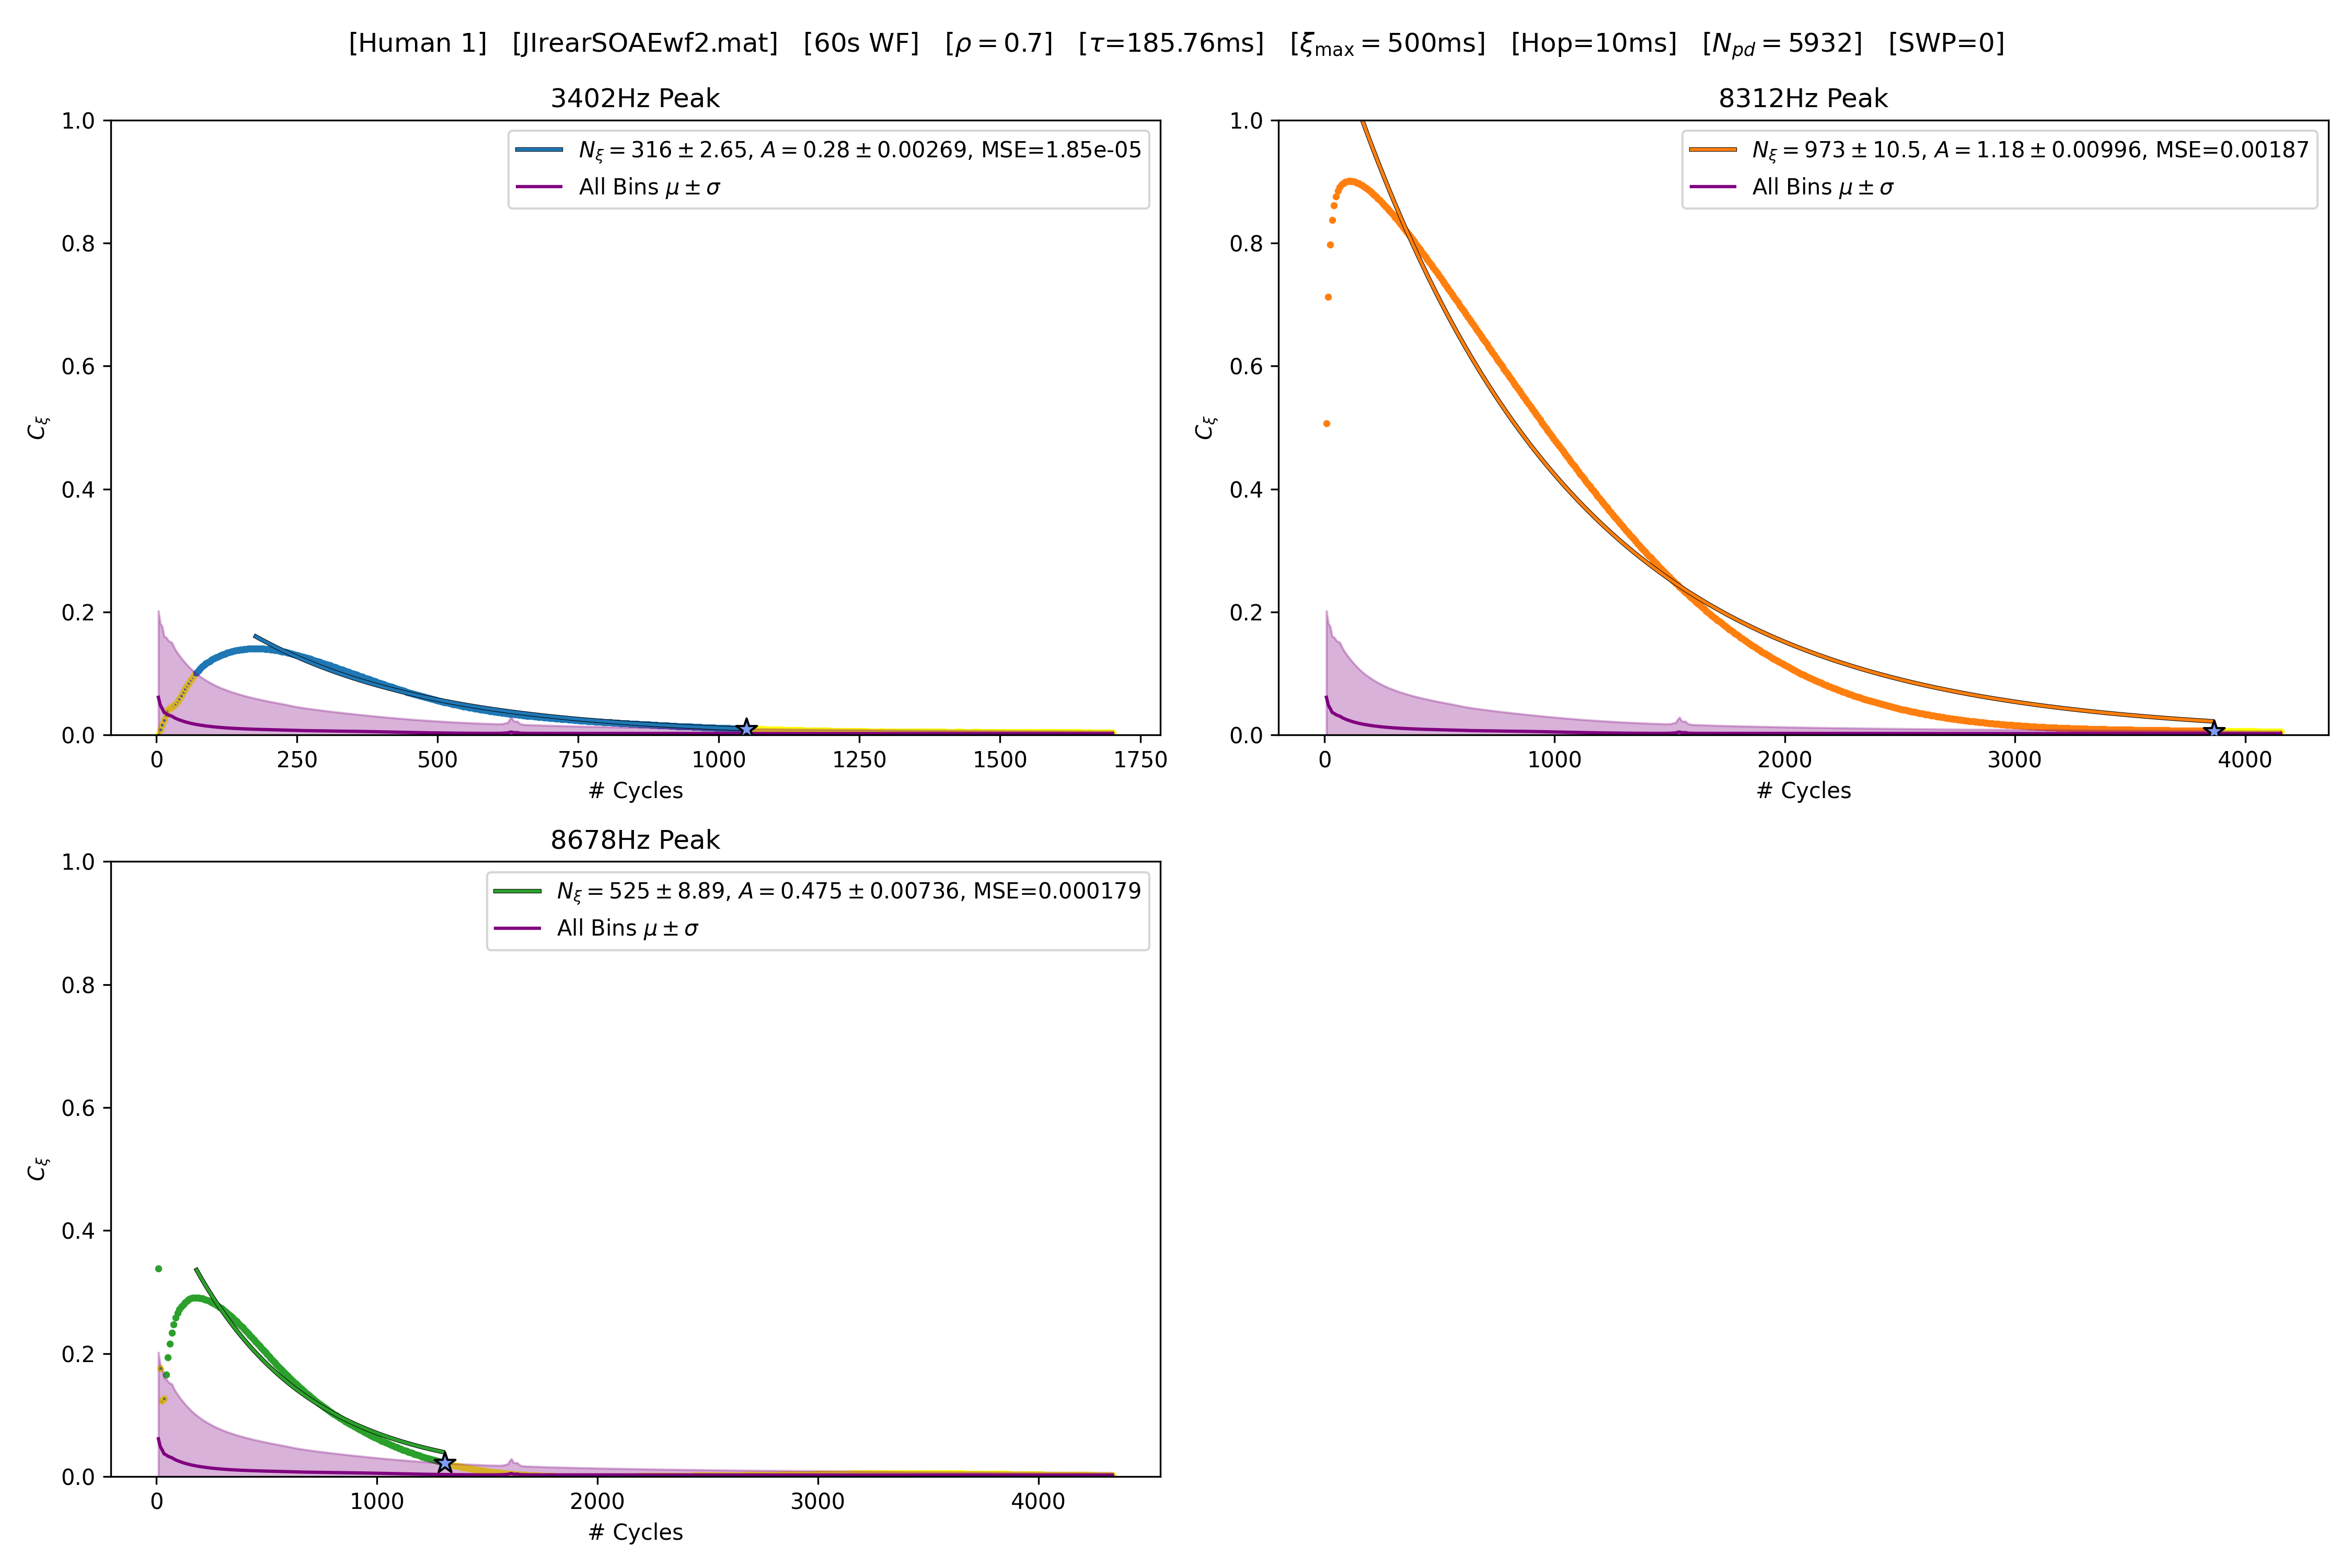 [Human 1] [JIrearSOAEwf2.mat] [60s WF] [ρ = 0.7] [τ=185.76ms] [ξmax = 500ms] [Hop=10ms] [Npd = 5932] [SWP=0]
3402Hz Peak
Nξ = 316 ± 2.65, A = 0.28 ± 0.00269, MSE=1.85e-05
All Bins μ ± σ
1.0
0.8
0.6
0.4
0.2
0.0
Cξ
0 250 500 750 1000 1250 1500 1750
# Cycles
8312Hz Peak
Nξ = 973 ± 10.5, A = 1.18 ± 0.00996, MSE=0.00187
All Bins μ ± σ
1.0
0.8
0.6
0.4
0.2
0.0
Cξ
0 1000 2000 3000 4000
# Cycles
8678Hz Peak
Nξ = 525 ± 8.89, A = 0.475 ± 0.00736, MSE=0.000179
All Bins μ ± σ
1.0
0.8
0.6
0.4
0.2
0.0
Cξ
0 1000 2000 3000 4000
# Cycles